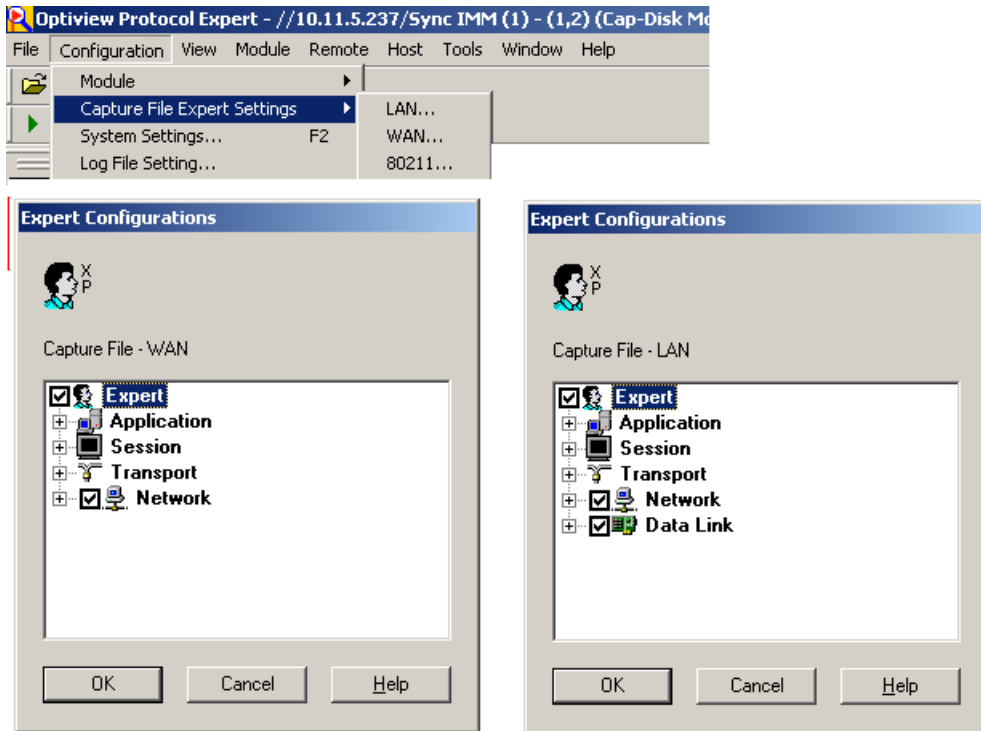 Optiview Protocol Expert - //10.11.5.237/Sync IMM (1) - (1,2) (Cap-Disk Mo
File Configuration View Module Remote Host Tools Window Help
Module
Capture File Expert Settings
System Settings... F2
Log File Setting...
LAN...
WAN...
80211...
Expert Configurations
X
P
Capture File - WAN
Expert
Application
Session
Transport
Network
OK Cancel Help
Expert Configurations
X
P
Capture File - LAN
Expert
Application
Session
Transport
Network
Data Link
OK Cancel Help